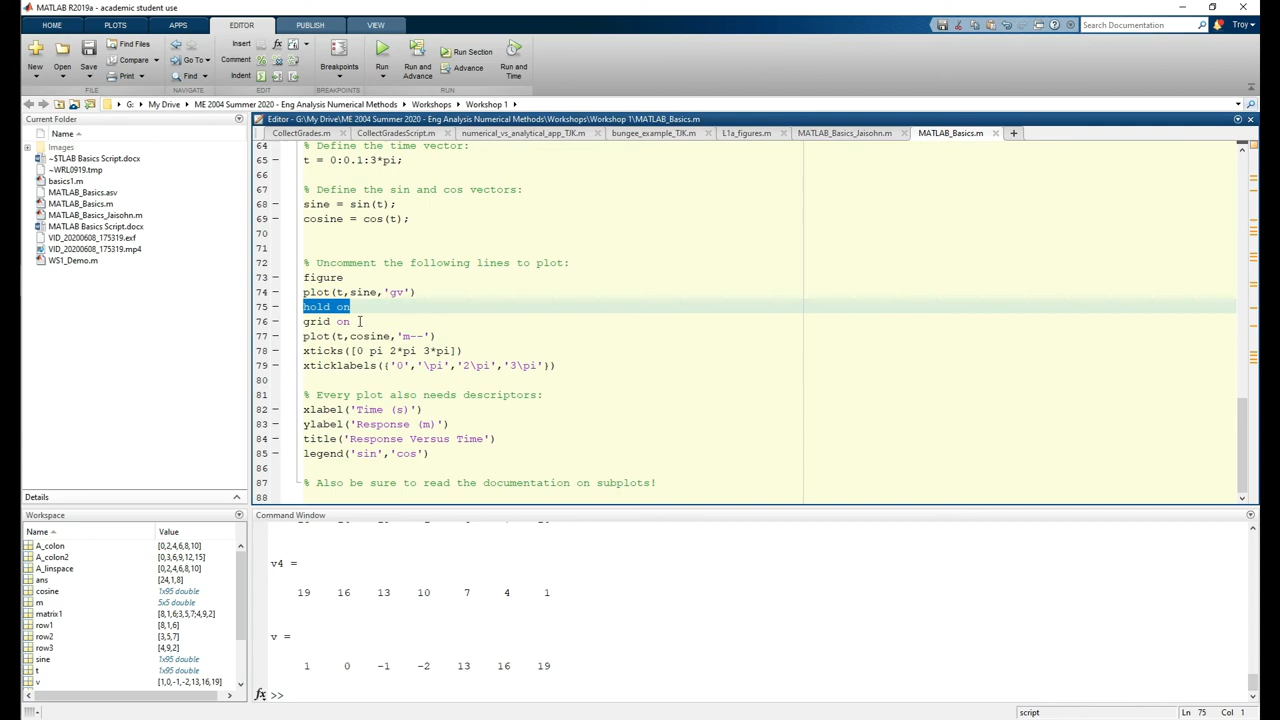 MATLAB R2019a - academic student use
HOME PLOTS APPS EDITOR PUBLISH VIEW
Search Documentation
Troy
New Open Save Find Files Compare Print
Go To Find
Insert Comment Indent
Breakpoints
Run Run and Advance Run Section Advance Run and Time
FILE NAVIGATE EDIT BREAKPOINTS RUN
G: My Drive ME 2004 Summer 2020 - Eng Analysis Numerical Methods Workshops Workshop 1
Current Folder
Name
Images
~$TLAB Basics Script.docx
~WRL0919.tmp
basics1.m
MATLAB_Basics.asv
MATLAB_Basics.m
MATLAB_Basics_Jaisohn.m
MATLAB Basics Script.docx
VID_20200608_175319.exf
VID_20200608_175319.mp4
WS1_Demo.m
Details
Workspace
Name Value
A_colon [0,2,4,6,8,10]
A_colon2 [0,3,6,9,12,15]
A_linspace [0,2,4,6,8,10]
ans [24,1,8]
cosine 1x95 double
m 5x5 double
matrix1 [8,1,6;3,5,7;4,9,2]
row1 [8,1,6]
row2 [3,5,7]
row3 [4,9,2]
sine 1x95 double
t 1x95 double
v [1,0,-1,-2,13,16,19]
Editor - G:\My Drive\ME 2004 Summer 2020 - Eng Analysis Numerical Methods\Workshops\Workshop 1\MATLAB_Basics.m
CollectGrades.m CollectGradesScript.m numerical_vs_analytical_app_TJK.m bungee_example_TJK.m L1a_figures.m MATLAB_Basics_Jaisohn.m MATLAB_Basics.m
64 % Define the time vector:
65 t = 0:0.1:3*pi;
66
67 % Define the sin and cos vectors:
68 sine = sin(t);
69 cosine = cos(t);
70
71
72 % Uncomment the following lines to plot:
73 figure
74 plot(t,sine,'gv')
75 hold on
76 grid on
77 plot(t,cosine,'m--')
78 xticks([0 pi 2*pi 3*pi])
79 xticklabels({'0','\pi','2\pi','3\pi'})
80
81 % Every plot also needs descriptors:
82 xlabel('Time (s)')
83 ylabel('Response (m)')
84 title('Response Versus Time')
85 legend('sin','cos')
86
87 % Also be sure to read the documentation on subplots!
88
Command Window
v4 =
19 16 13 10 7 4 1
v =
1 0 -1 -2 13 16 19
fx >>
script Ln 75 Col 1